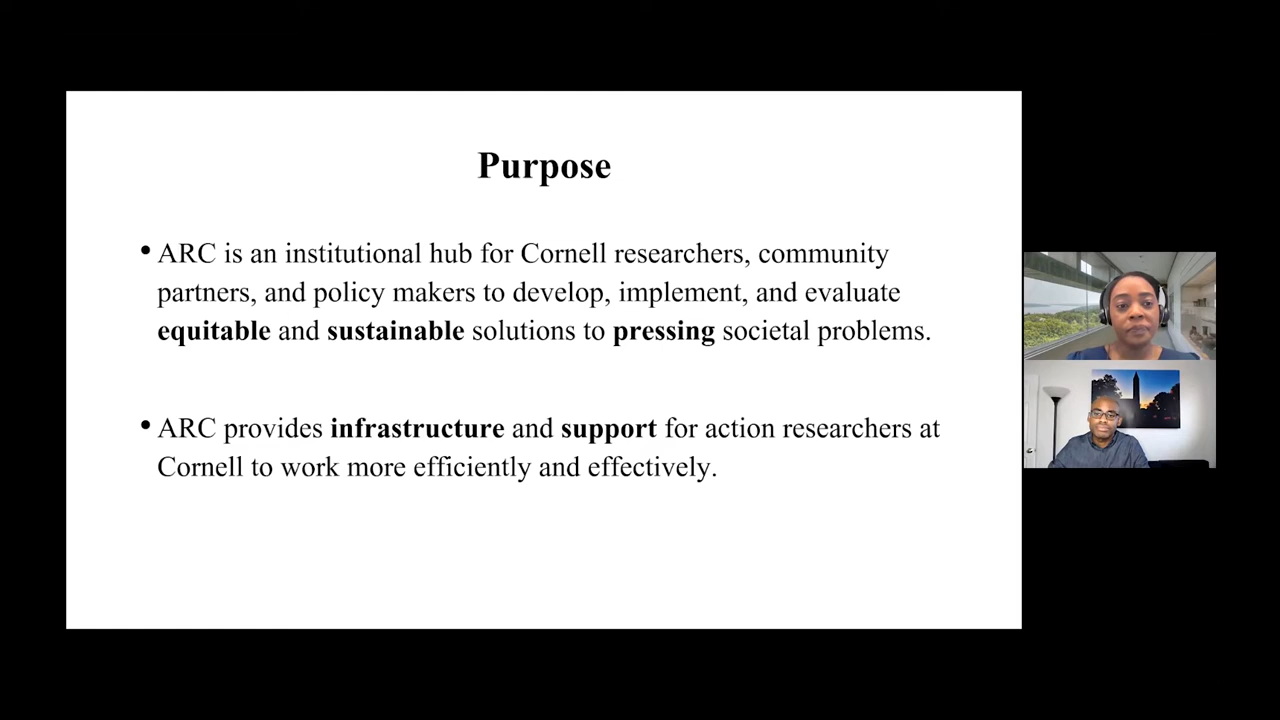 Purpose
• ARC is an institutional hub for Cornell researchers, community
partners, and policy makers to develop, implement, and evaluate
equitable and sustainable solutions to pressing societal problems.
• ARC provides infrastructure and support for action researchers at
Cornell to work more efficiently and effectively.